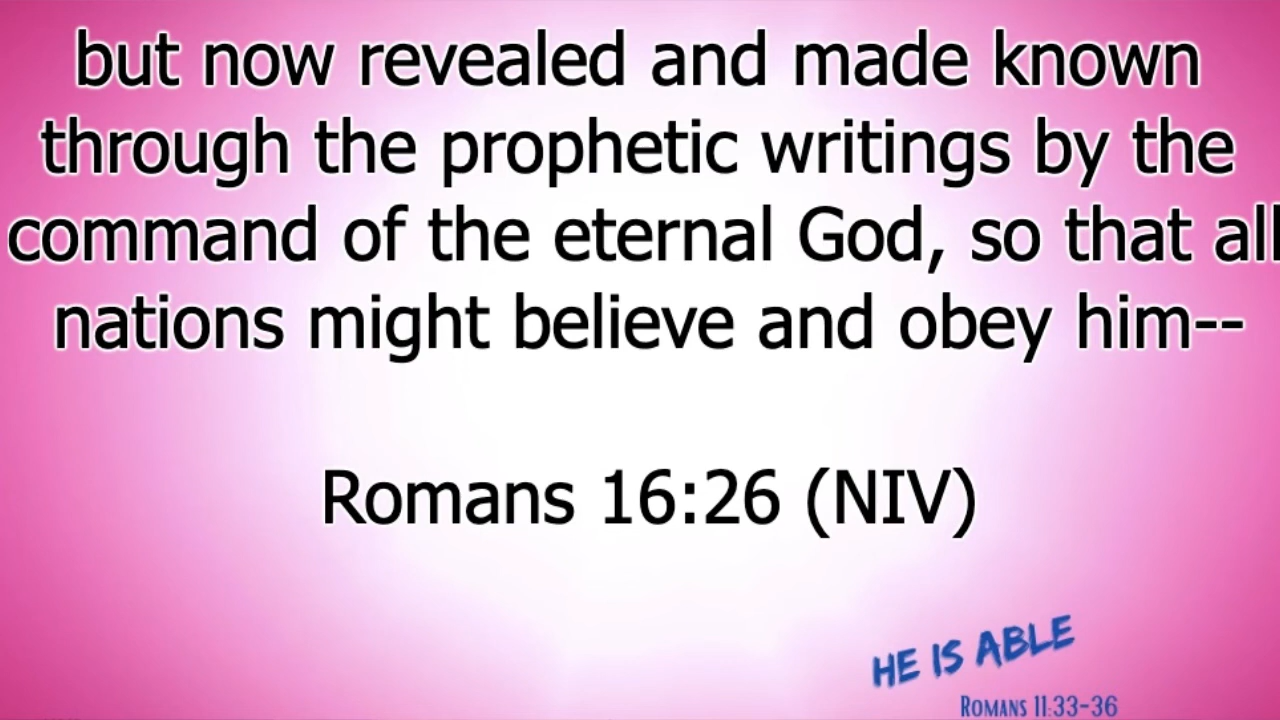 but now revealed and made known
through the prophetic writings by the
command of the eternal God, so that all
nations might believe and obey him--
Romans 16:26 (NIV)
HE IS ABLE
Romans 11:33-36